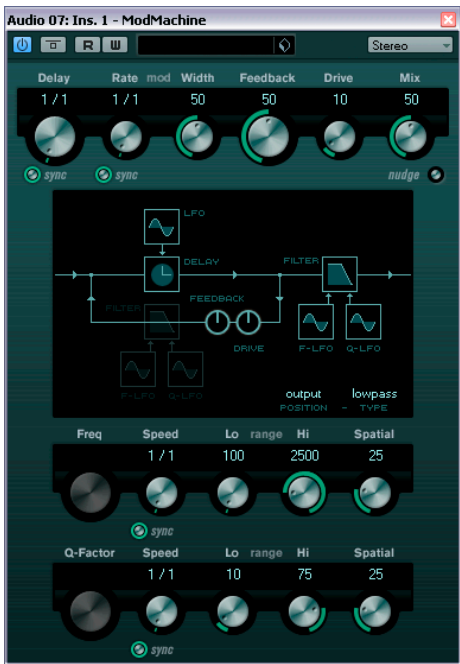 Audio 07: Ins. 1 - ModMachine
R W Stereo
Delay Rate mod Width Feedback Drive Mix
1 / 1 1 / 1 50 50 10 50
sync sync nudge
LFO
DELAY FILTER
FEEDBACK
FILTER
DRIVE F-LFO Q-LFO
F-LFO Q-LFO
output lowpass
POSITION - TYPE
Freq Speed Lo range Hi Spatial
1 / 1 100 2500 25
sync
Q-Factor Speed Lo range Hi Spatial
1 / 1 10 75 25
sync